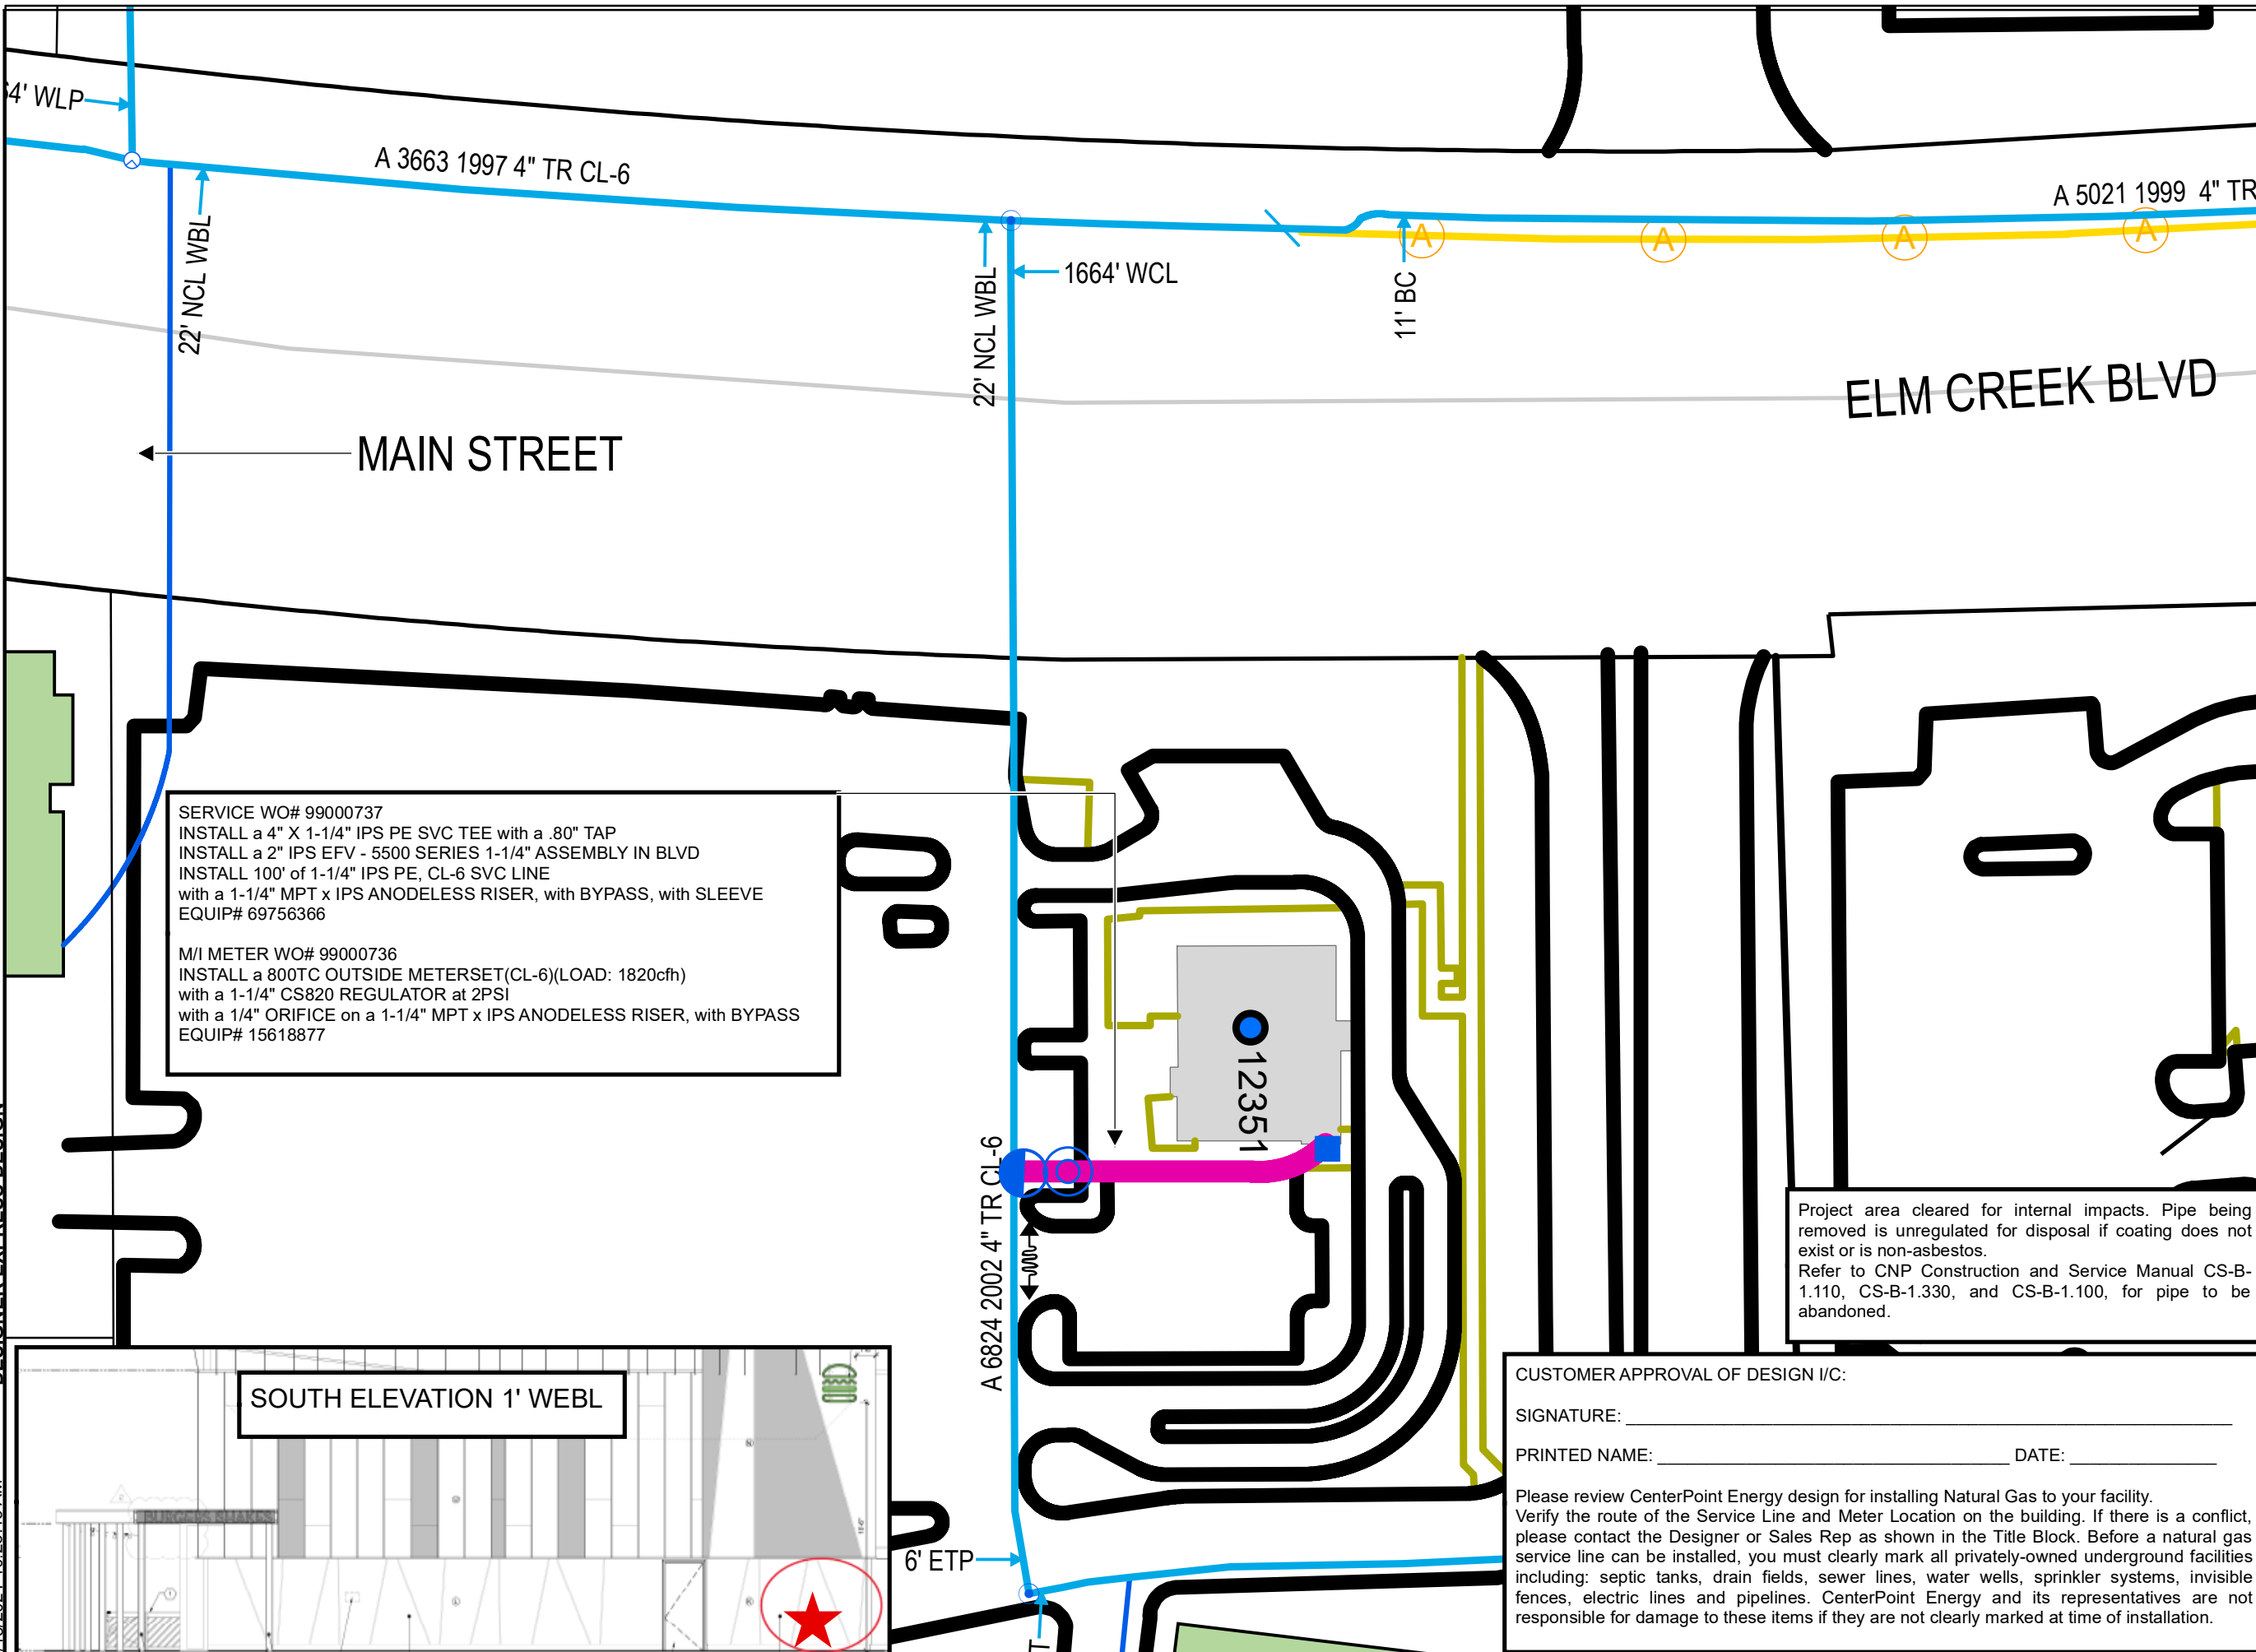 4' WLP
A 3663 1997 4" TR CL-6
A 5021 1999 4" TR
22' NCL WBL
22' NCL WBL
1664' WCL
11' BC
ELM CREEK BLVD
MAIN STREET
A
A
A
A
SERVICE WO# 99000737
INSTALL a 4" X 1-1/4" IPS PE SVC TEE with a .80" TAP
INSTALL a 2" IPS EFV - 5500 SERIES 1-1/4" ASSEMBLY IN BLVD
INSTALL 100' of 1-1/4" IPS PE, CL-6 SVC LINE
with a 1-1/4" MPT x IPS ANODELESS RISER, with BYPASS, with SLEEVE
EQUIP# 69756366
M/I METER WO# 99000736
INSTALL a 800TC OUTSIDE METERSET(CL-6)(LOAD: 1820cfh)
with a 1-1/4" CS820 REGULATOR at 2PSI
with a 1/4" ORIFICE on a 1-1/4" MPT x IPS ANODELESS RISER, with BYPASS
EQUIP# 15618877
12351
A 6824 2002 4" TR CL-6
Project area cleared for internal impacts. Pipe being
removed is unregulated for disposal if coating does not
exist or is non-asbestos.
Refer to CNP Construction and Service Manual CS-B-
1.110, CS-B-1.330, and CS-B-1.100, for pipe to be
abandoned.
SOUTH ELEVATION 1' WEBL
BURGERS SHAKES
6' ETP
T
CUSTOMER APPROVAL OF DESIGN I/C:
SIGNATURE:
PRINTED NAME: DATE:
Please review CenterPoint Energy design for installing Natural Gas to your facility.
Verify the route of the Service Line and Meter Location on the building. If there is a conflict,
please contact the Designer or Sales Rep as shown in the Title Block. Before a natural gas
service line can be installed, you must clearly mark all privately-owned underground facilities
including: septic tanks, drain fields, sewer lines, water wells, sprinkler systems, invisible
fences, electric lines and pipelines. CenterPoint Energy and its representatives are not
responsible for damage to these items if they are not clearly marked at time of installation.